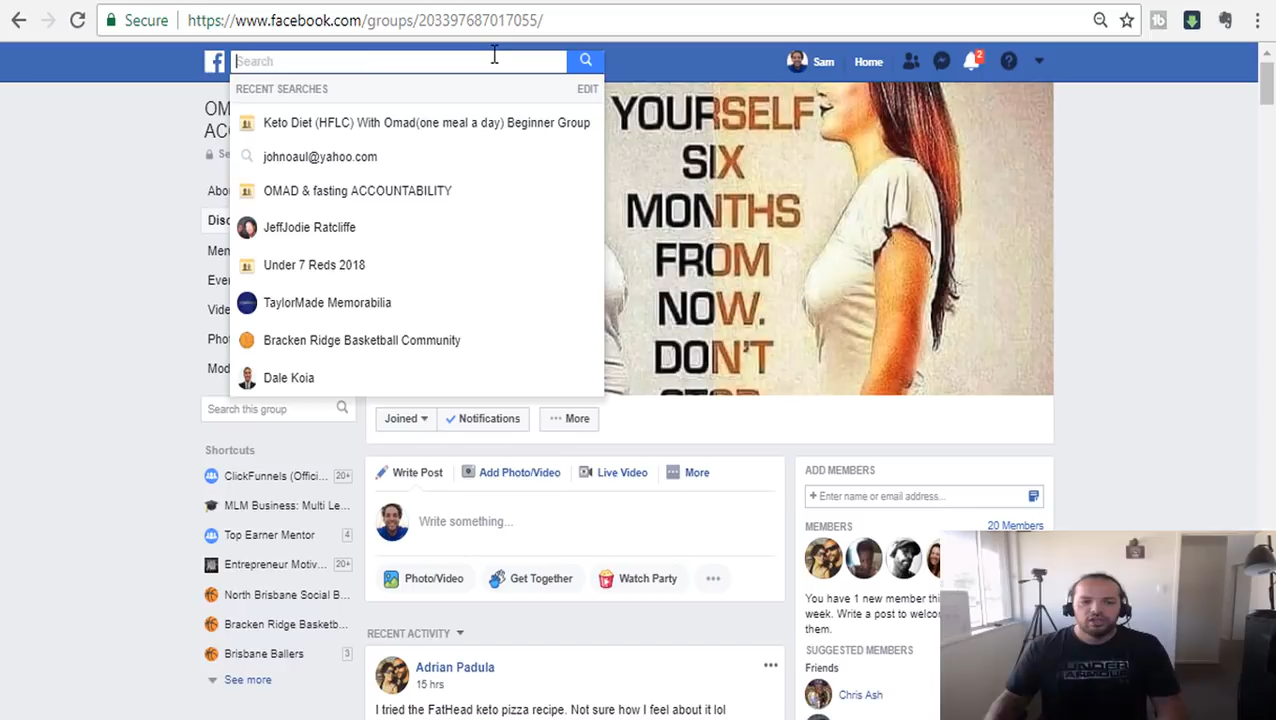 Secure
https://www.facebook.com/groups/203397687017055/
Search
Sam
Home
2
RECENT SEARCHES
EDIT
Keto Diet (HFLC) With Omad(one meal a day) Beginner Group
johnoaul@yahoo.com
OMAD & fasting ACCOUNTABILITY
JeffJodie Ratcliffe
Under 7 Reds 2018
TaylorMade Memorabilia
Bracken Ridge Basketball Community
Dale Koia
YOURSELF
SIX
MONTHS
FROM
NOW.
DON'T
Search this group
Joined
Notifications
More
Shortcuts
ClickFunnels (Offici...
20+
MLM Business: Multi Le...
Top Earner Mentor
4
Entrepreneur Motiv...
20+
North Brisbane Social B...
Bracken Ridge Basketb...
Brisbane Ballers
3
See more
Write Post
Add Photo/Video
Live Video
More
Write something...
Photo/Video
Get Together
Watch Party
RECENT ACTIVITY
Adrian Padula
15 hrs
I tried the FatHead keto pizza recipe. Not sure how I feel about it lol
ADD MEMBERS
+ Enter name or email address...
MEMBERS
20 Members
You have 1 new member this
week. Write a post to welcom
them.
SUGGESTED MEMBERS
Friends
Chris Ash
UNDER